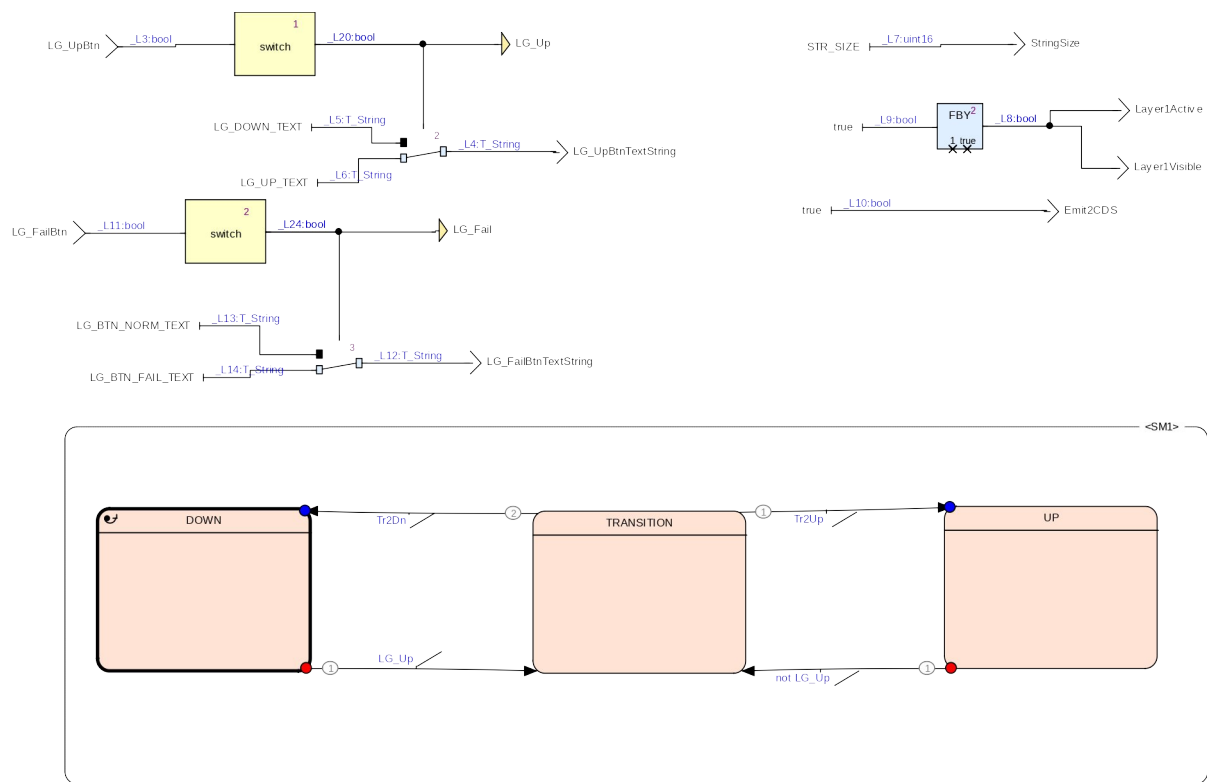 1
LG_UpBtn
_L3:bool
switch
_L20:bool
LG_Up
STR_SIZE
_L7:uint16
StringSize
LG_DOWN_TEXT
_L5:T_String
2
_L4:T_String
LG_UpBtnTextString
LG_UP_TEXT
_L6:T_String
true
_L9:bool
FBY
2
1 true
_L8:bool
Layer1Active
Layer1Visible
true
_L10:bool
Emit2CDS
LG_FailBtn
_L11:bool
2
switch
_L24:bool
LG_Fail
LG_BTN_NORM_TEXT
_L13:T_String
3
_L12:T_String
LG_FailBtnTextString
LG_BTN_FAIL_TEXT
_L14:T_String
<SM1>
DOWN
Tr2Dn
2
TRANSITION
1
Tr2Up
UP
1
LG_Up
not LG_Up
1